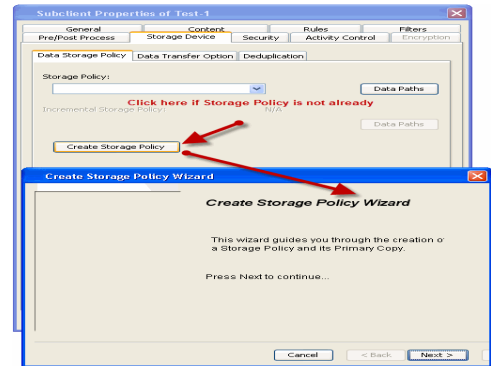 Subclient Properties of Test-1
General Content Rules Filters
Pre/Post Process Storage Device Security Activity Control Encryption
Data Storage Policy Data Transfer Option Deduplication
Storage Policy:
Data Paths
Click here if Storage Policy is not already
Incremental Storage Policy: N/A
Data Paths
Create Storage Policy
Create Storage Policy Wizard
Create Storage Policy Wizard
This wizard guides you through the creation o
a Storage Policy and its Primary Copy.
Press Next to continue...
Cancel < Back Next >